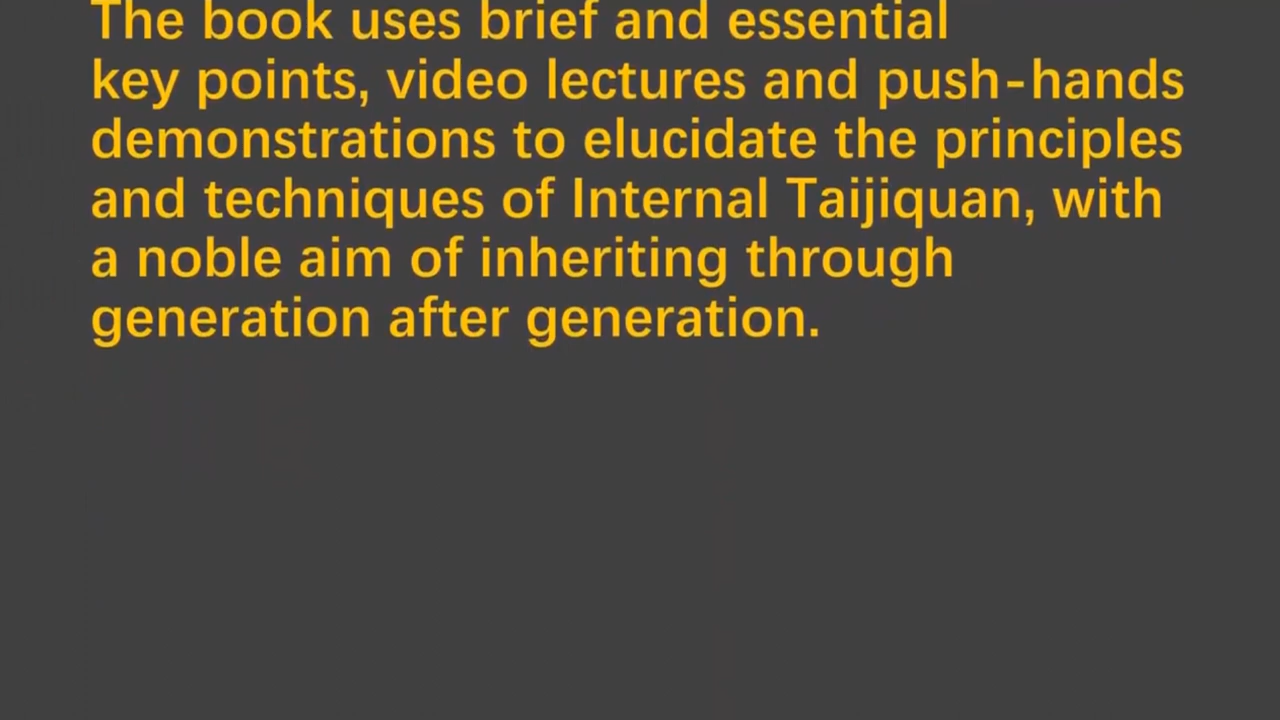 The book uses brief and essential
key points, video lectures and push-hands
demonstrations to elucidate the principles
and techniques of Internal Taijiquan, with
a noble aim of inheriting through
generation after generation.